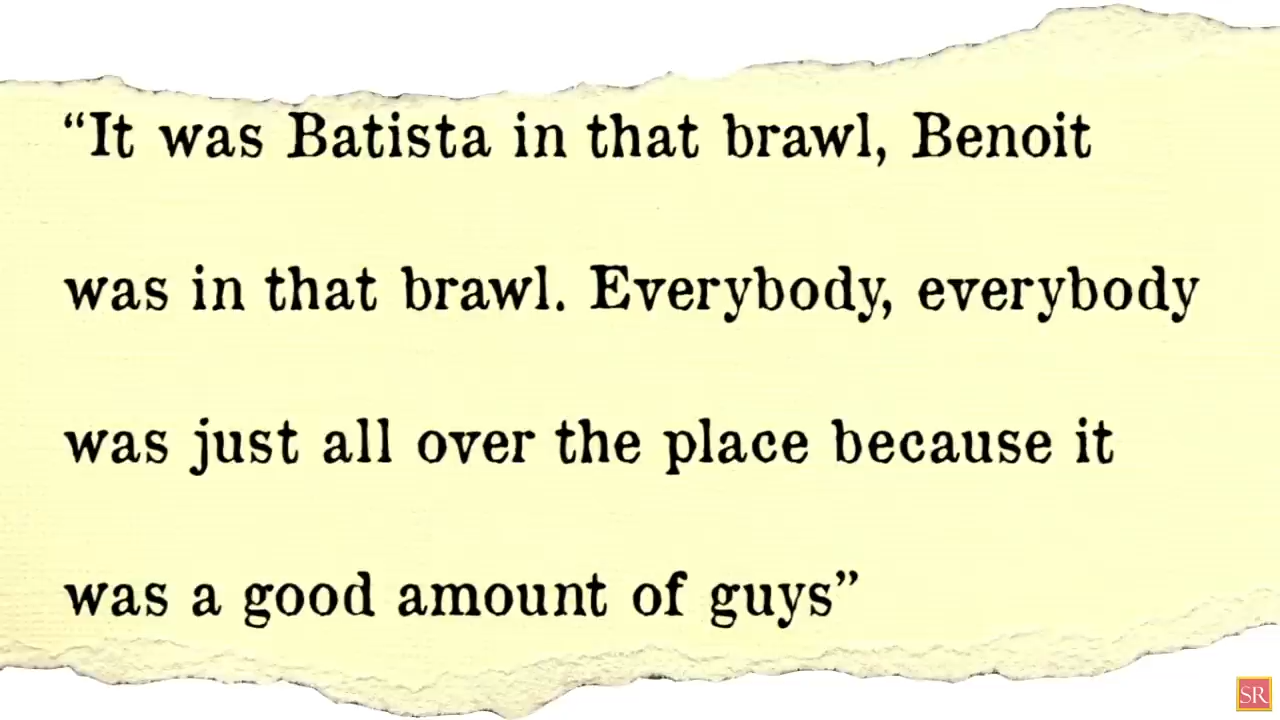 “It was Batista in that brawl, Benoit
was in that brawl. Everybody, everybody
was just all over the place because it
was a good amount of guys”
SR